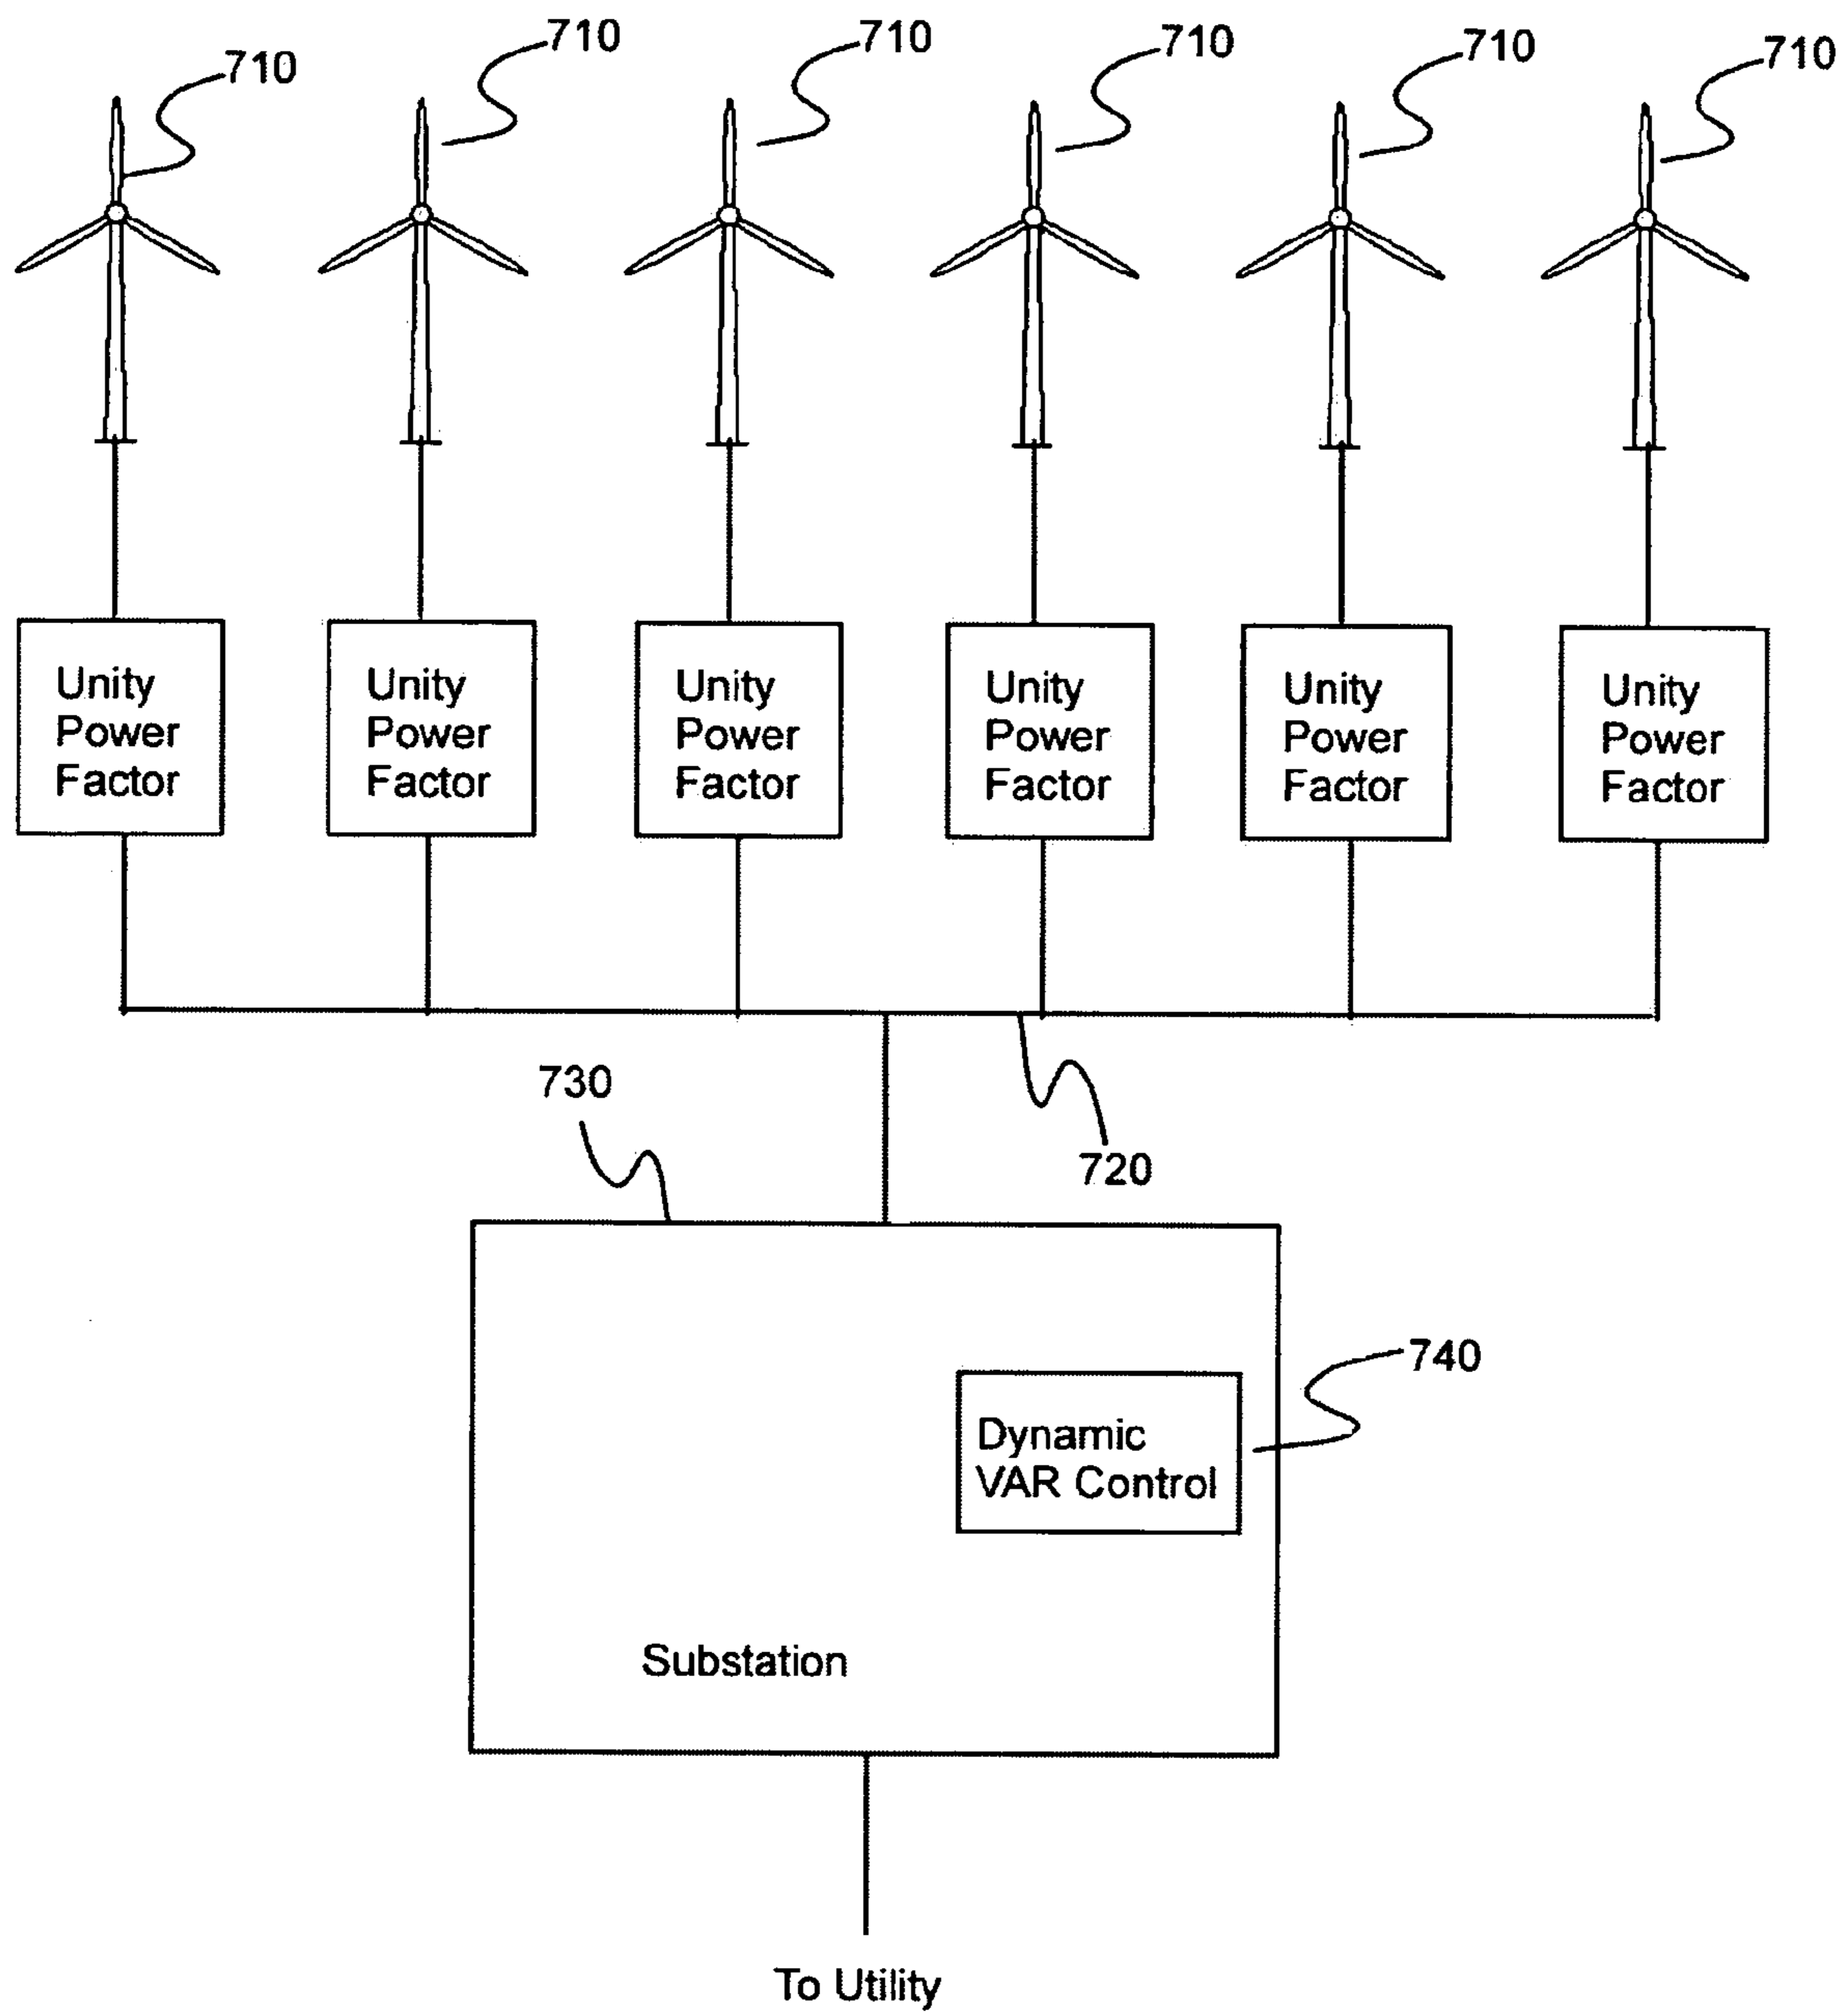 710
710
710
710
710
710
Unity
Power
Factor
Unity
Power
Factor
Unity
Power
Factor
Unity
Power
Factor
Unity
Power
Factor
Unity
Power
Factor
730
720
740
Dynamic
VAR Control
Substation
To Utility